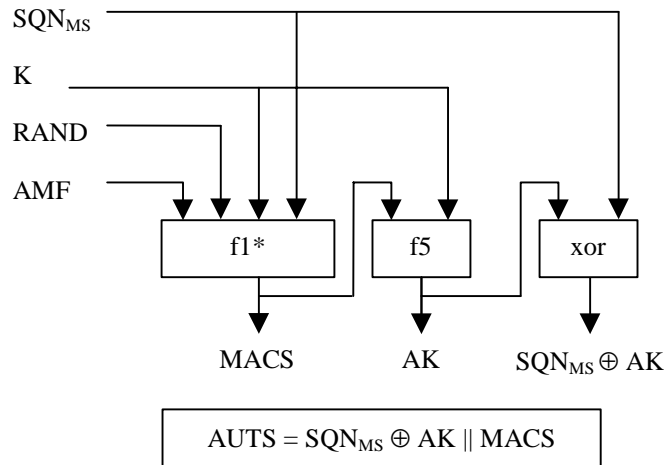 SQN_MS
K
RAND
AMF
f1*
f5
xor
MACS
AK
SQN_MS ⊕ AK
AUTS = SQN_MS ⊕ AK || MACS